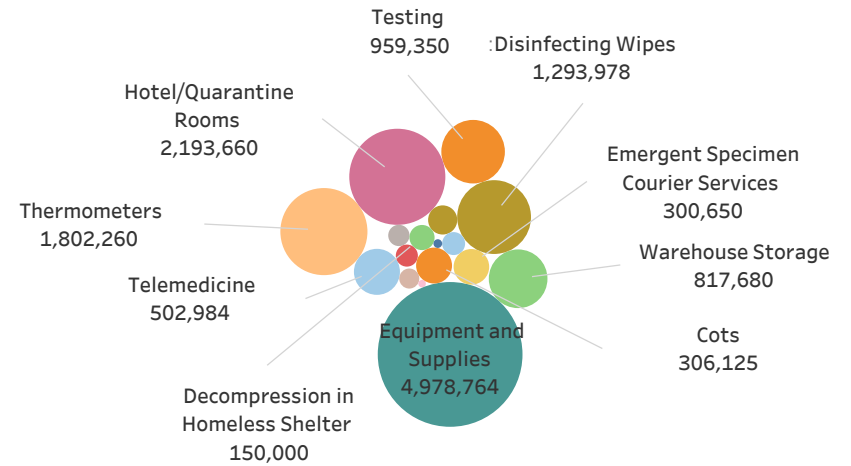 Testing
959,350
:Disinfecting Wipes
1,293,978
Hotel/Quarantine
Rooms
2,193,660
Emergent Specimen
Courier Services
300,650
Thermometers
1,802,260
Warehouse Storage
817,680
Telemedicine
502,984
Cots
306,125
Equipment and
Supplies
4,978,764
Decompression in
Homeless Shelter
150,000